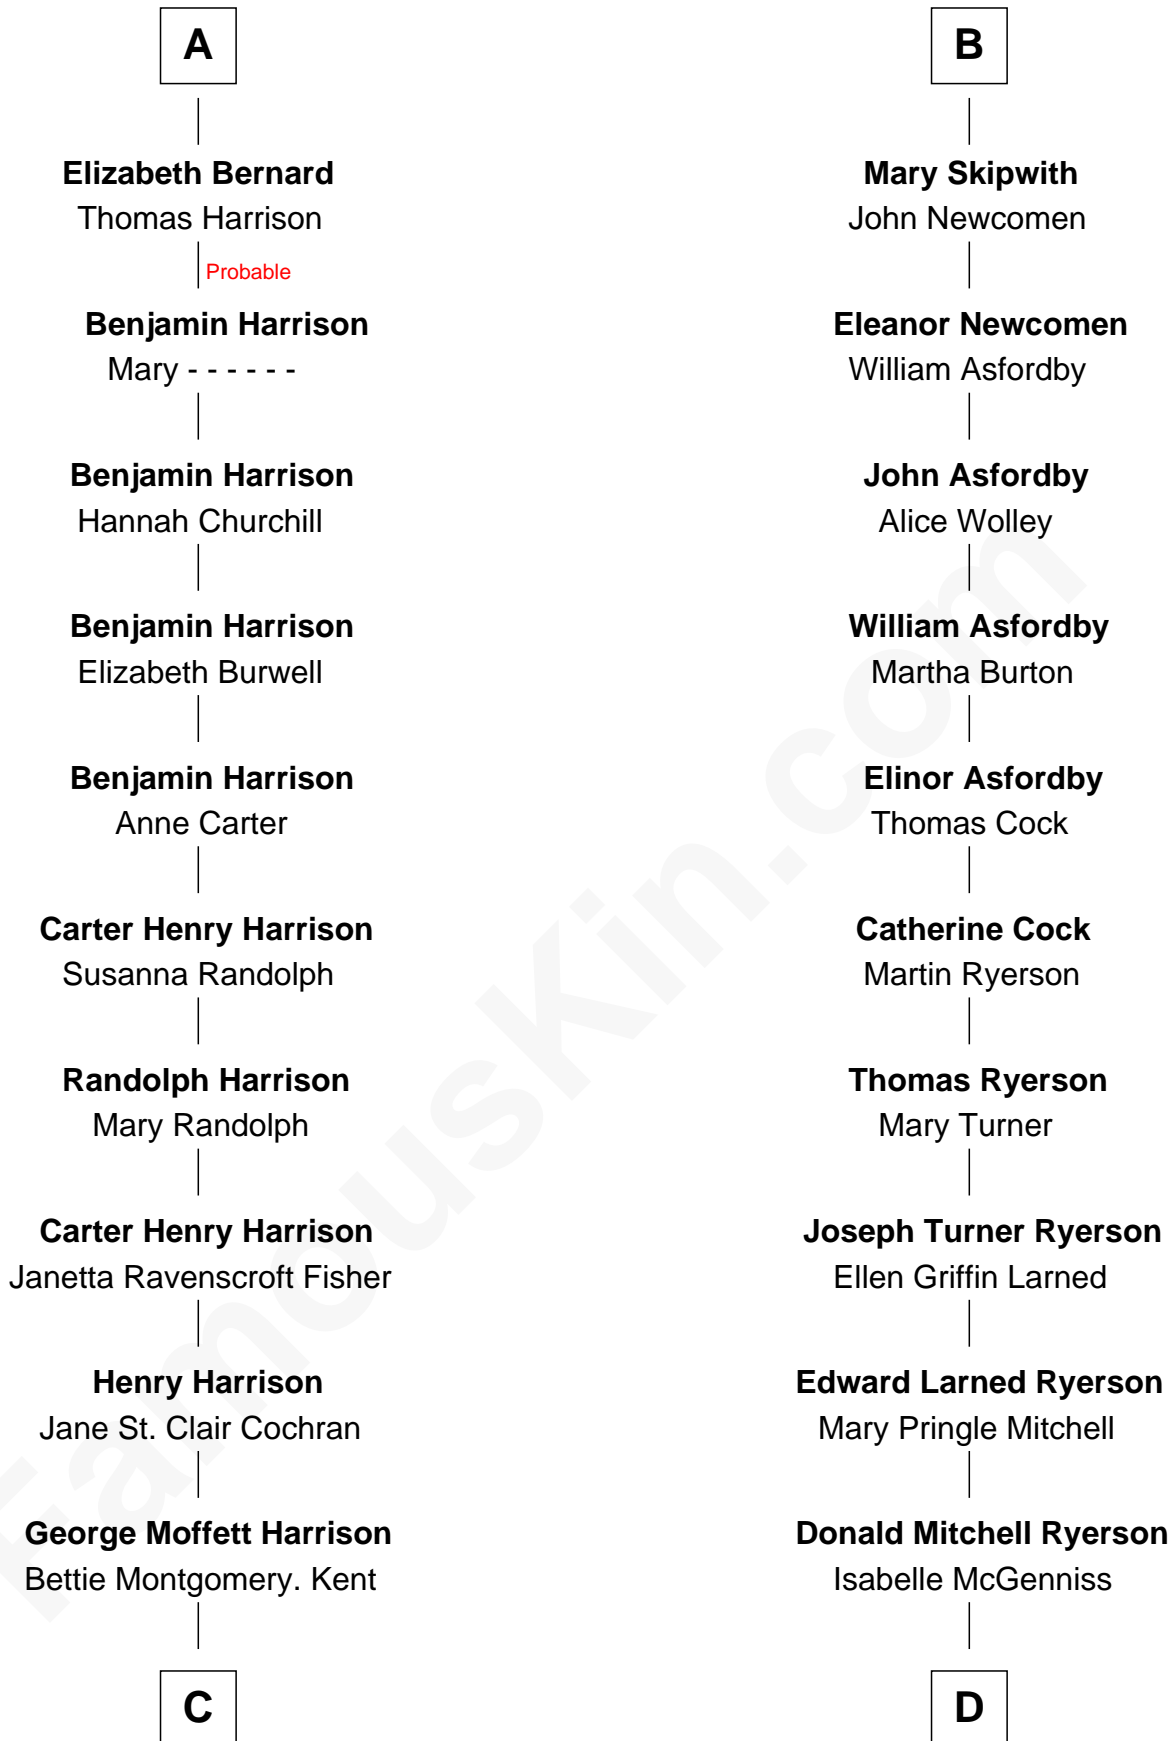 A
Elizabeth Bernard
Thomas Harrison
Probable
Benjamin Harrison
Mary - - - - - -
Benjamin Harrison
Hannah Churchill
Benjamin Harrison
Elizabeth Burwell
Benjamin Harrison
Anne Carter
Carter Henry Harrison
Susanna Randolph
Randolph Harrison
Mary Randolph
Carter Henry Harrison
Janetta Ravenscroft Fisher
Henry Harrison
Jane St. Clair Cochran
George Moffett Harrison
Bettie Montgomery. Kent
C
B
Mary Skipwith
John Newcomen
Eleanor Newcomen
William Asfordby
John Asfordby
Alice Wolley
William Asfordby
Martha Burton
Elinor Asfordby
Thomas Cock
Catherine Cock
Martin Ryerson
Thomas Ryerson
Mary Turner
Joseph Turner Ryerson
Ellen Griffin Larned
Edward Larned Ryerson
Mary Pringle Mitchell
Donald Mitchell Ryerson
Isabelle McGenniss
D
FamousKin.com